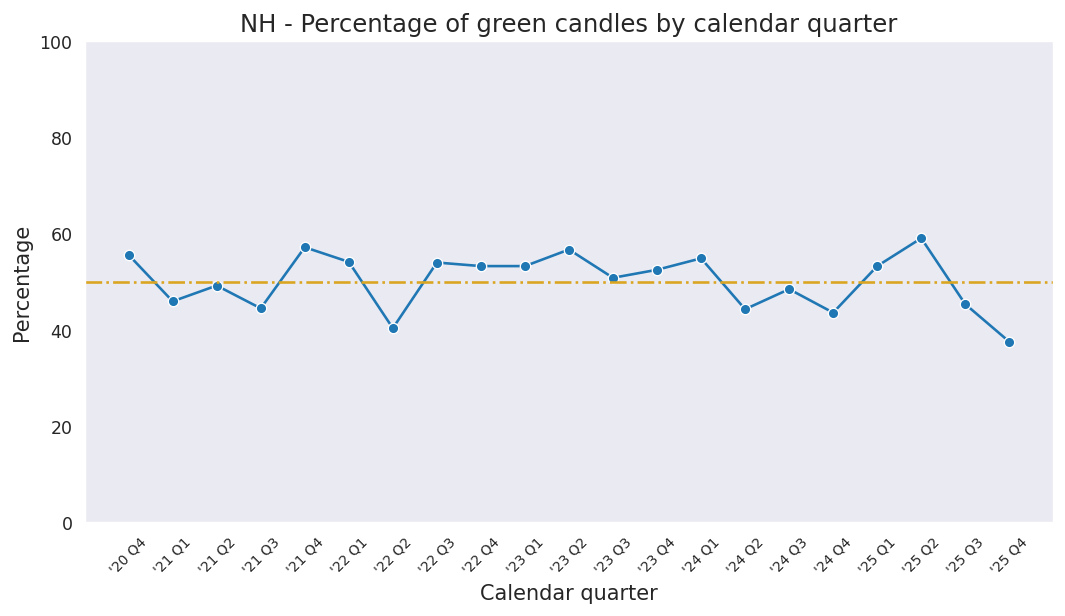 NH - Percentage of green candles by calendar quarter
100
80
60
40
20
0
Percentage
'20 Q4
'21 Q1
'21 Q2
'21 Q3
'21 Q4
'22 Q1
'22 Q2
'22 Q3
'22 Q4
'23 Q1
'23 Q2
'23 Q3
'23 Q4
'24 Q1
'24 Q2
'24 Q3
'24 Q4
'25 Q1
'25 Q2
'25 Q3
'25 Q4
Calendar quarter